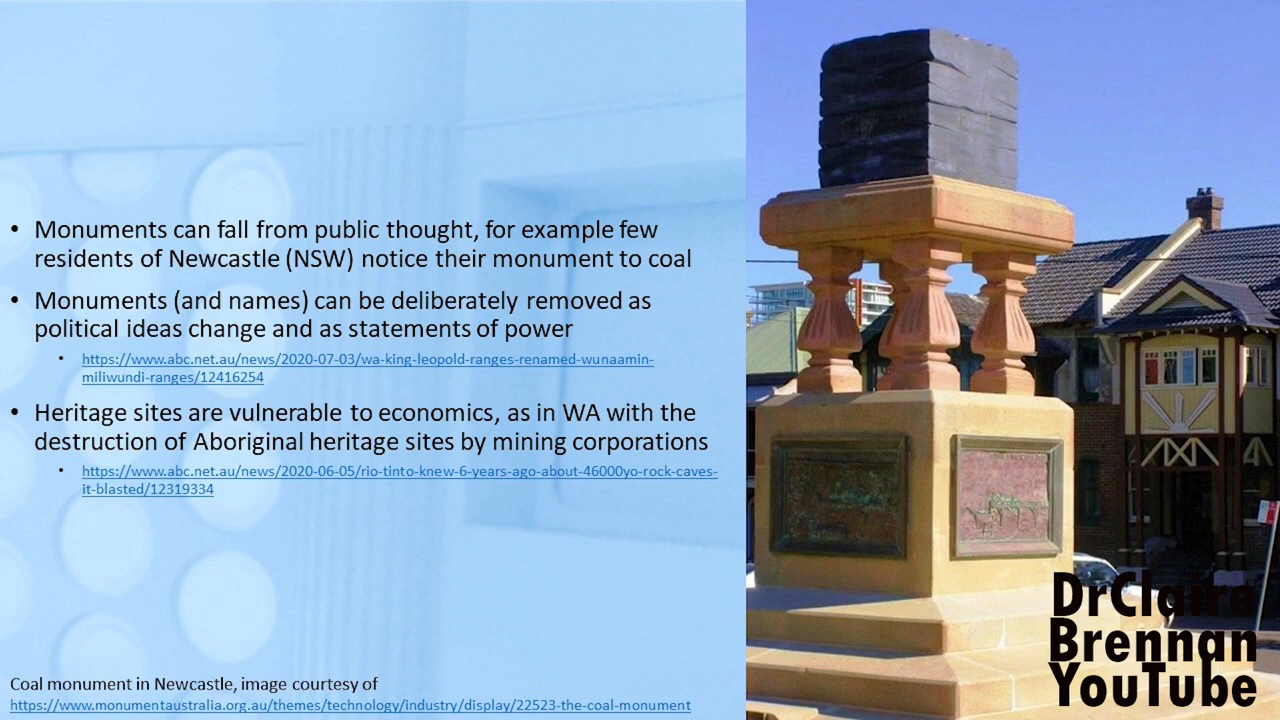 • Monuments can fall from public thought, for example few
residents of Newcastle (NSW) notice their monument to coal
• Monuments (and names) can be deliberately removed as
political ideas change and as statements of power
• https://www.abc.net.au/news/2020-07-03/wa-king-leopold-ranges-renamed-wunaamin-
miliwundi-ranges/12416254
• Heritage sites are vulnerable to economics, as in WA with the
destruction of Aboriginal heritage sites by mining corporations
• https://www.abc.net.au/news/2020-06-05/rio-tinto-knew-6-years-ago-about-46000yo-rock-caves-
it-blasted/12319334
Coal monument in Newcastle, image courtesy of
https://www.monumentaustralia.org.au/themes/technology/industry/display/22523-the-coal-monument
DrClaire
Brennan
YouTube